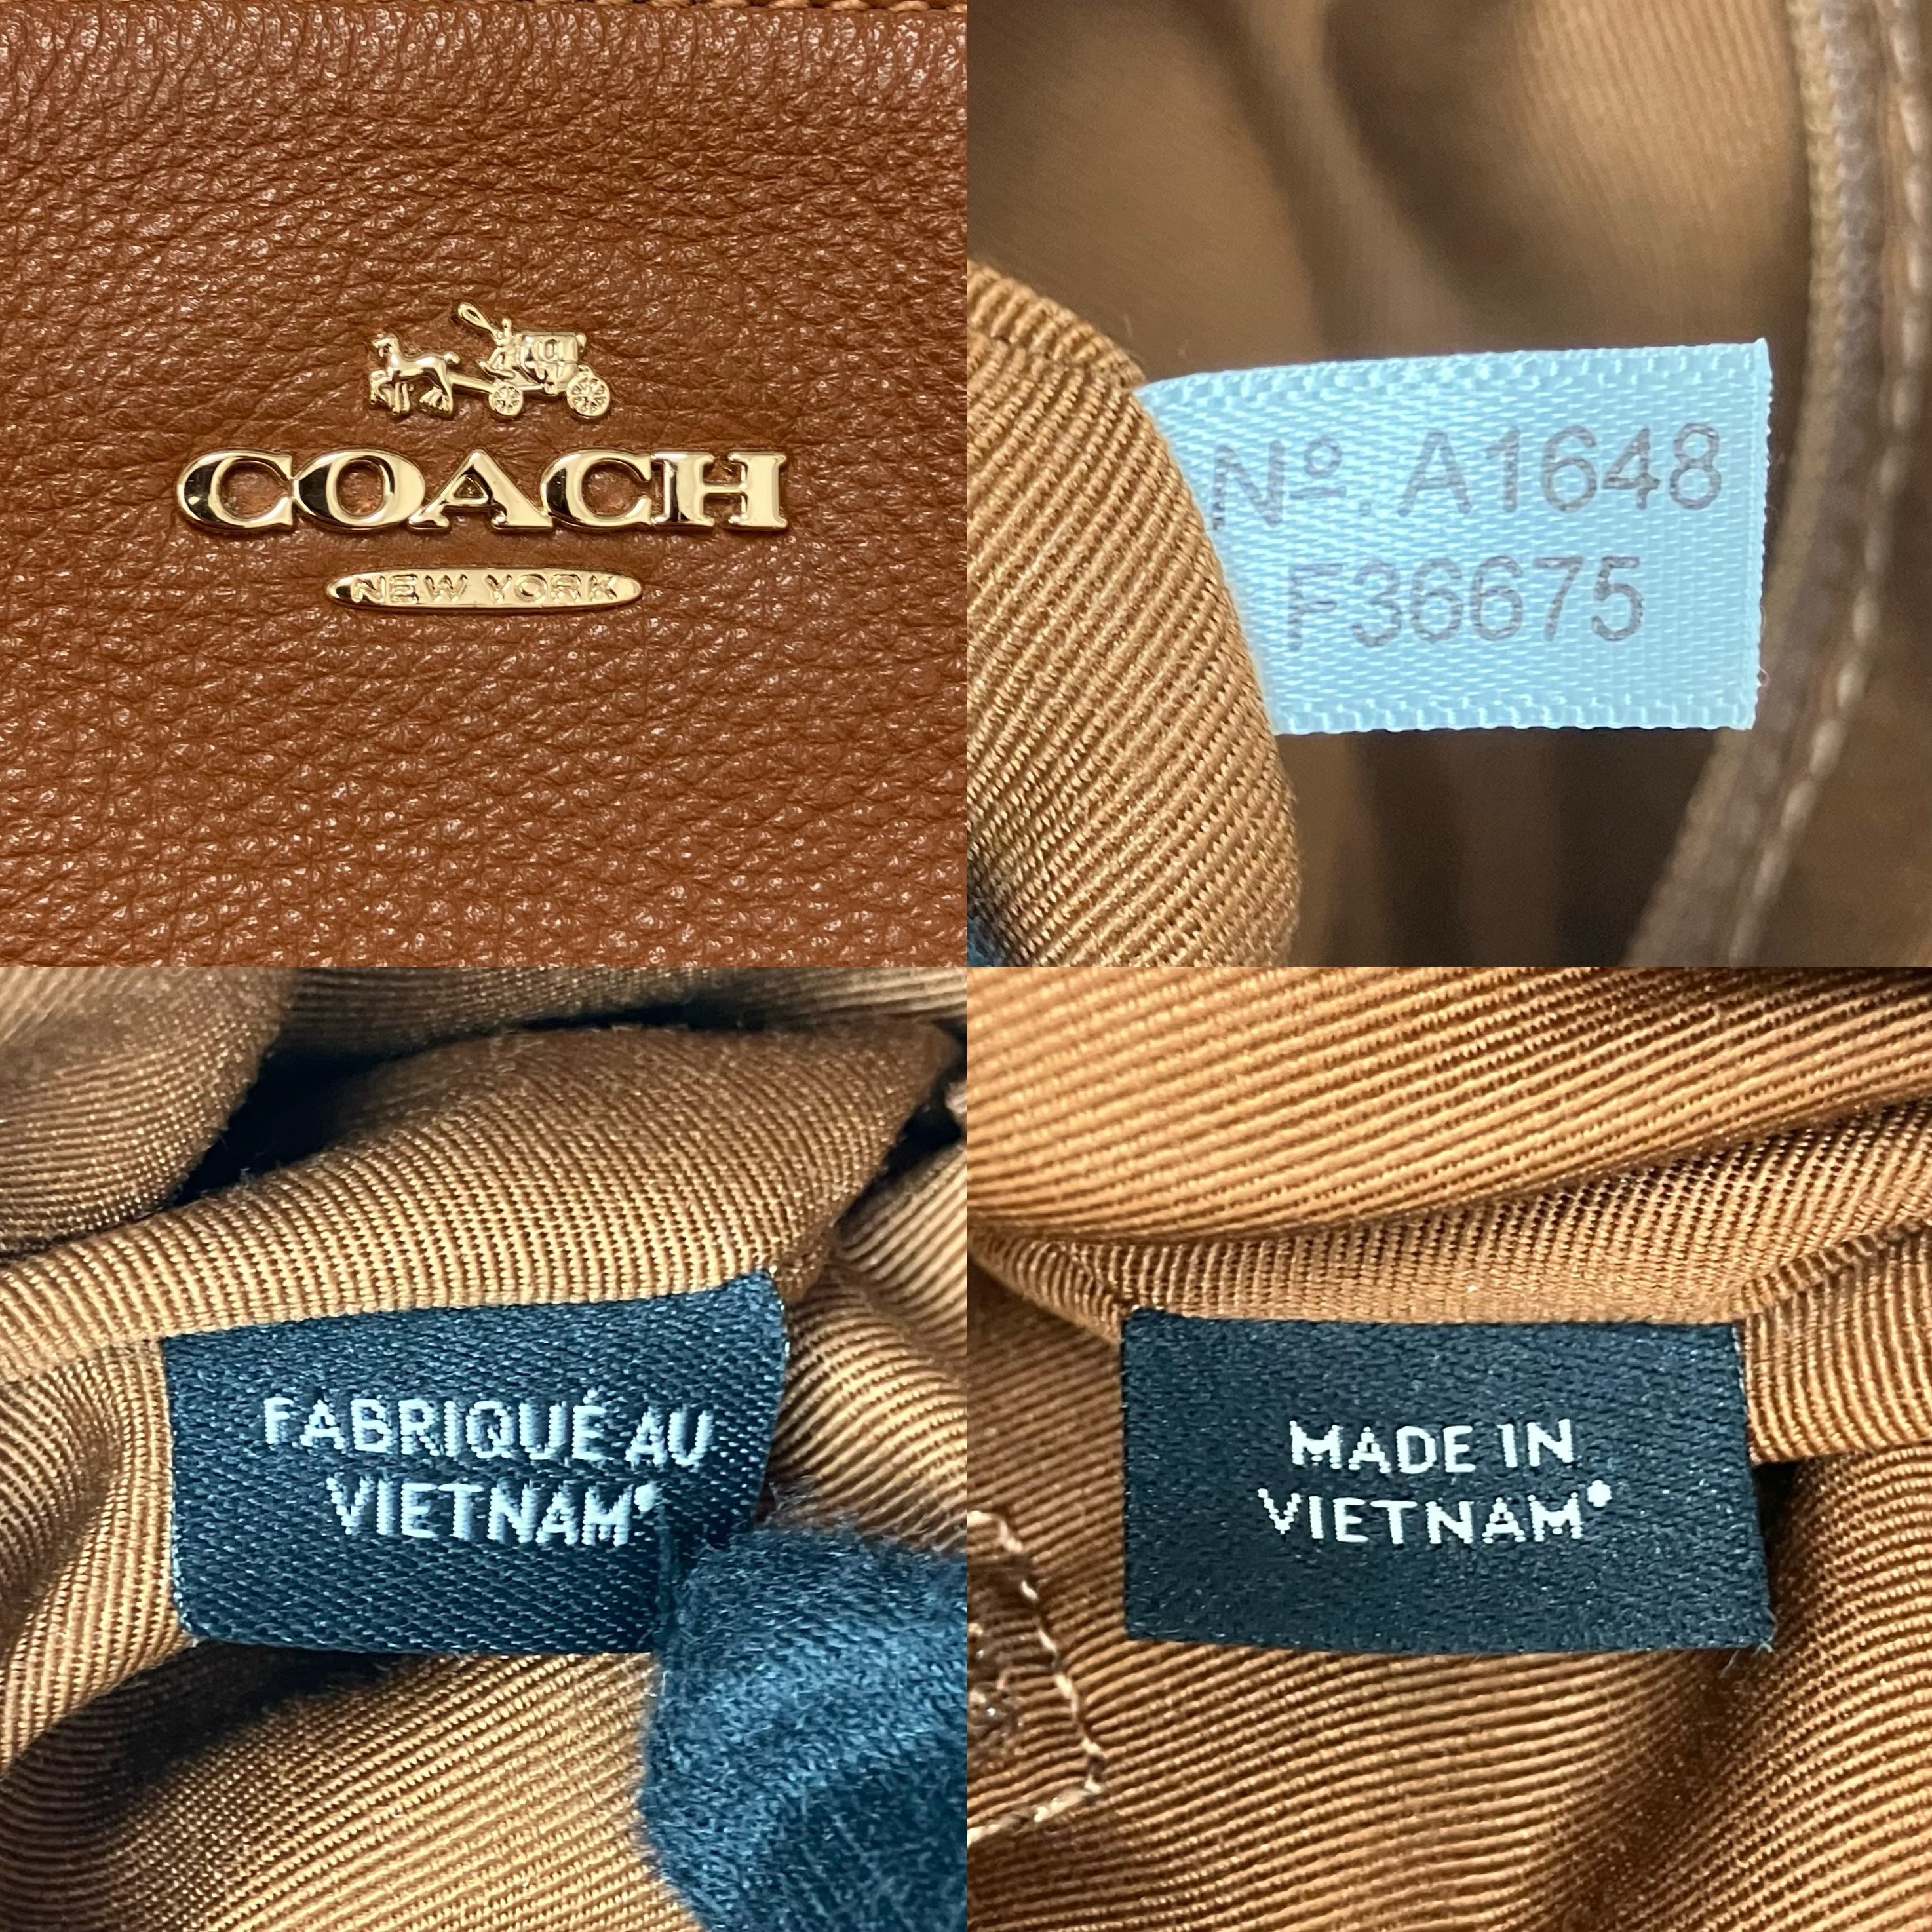 COACH
NEW YORK
Nº. A1648
F36675
FABRIQUÉ AU
VIETNAM•
MADE IN
VIETNAM•